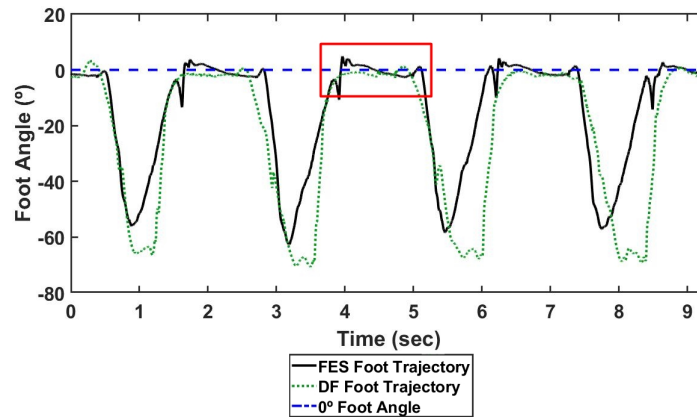 20
0
-20
-40
-60
-80
Foot Angle (º)
0 1 2 3 4 5 6 7 8 9
Time (sec)
FES Foot Trajectory
DF Foot Trajectory
0º Foot Angle